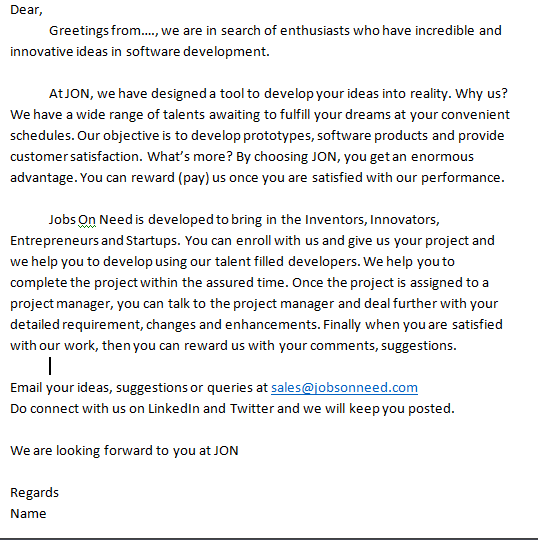 Dear,
Greetings from...., we are in search of enthusiasts who have incredible and
innovative ideas in software development.
At JON, we have designed a tool to develop your ideas into reality. Why us?
We have a wide range of talents awaiting to fulfill your dreams at your convenient
schedules. Our objective is to develop prototypes, software products and provide
customer satisfaction. What's more? By choosing JON, you get an enormous
advantage. You can reward (pay) us once you are satisfied with our performance.
Jobs On Need is developed to bring in the Inventors, Innovators,
Entrepreneurs and Startups. You can enroll with us and give us your project and
we help you to develop using our talent filled developers. We help you to
complete the project within the assured time. Once the project is assigned to a
project manager, you can talk to the project manager and deal further with your
detailed requirement, changes and enhancements. Finally when you are satisfied
with our work, then you can reward us with your comments, suggestions.
Email your ideas, suggestions or queries at sales@jobsonneed.com
Do connect with us on LinkedIn and Twitter and we will keep you posted.
We are looking forward to you at JON
Regards
Name